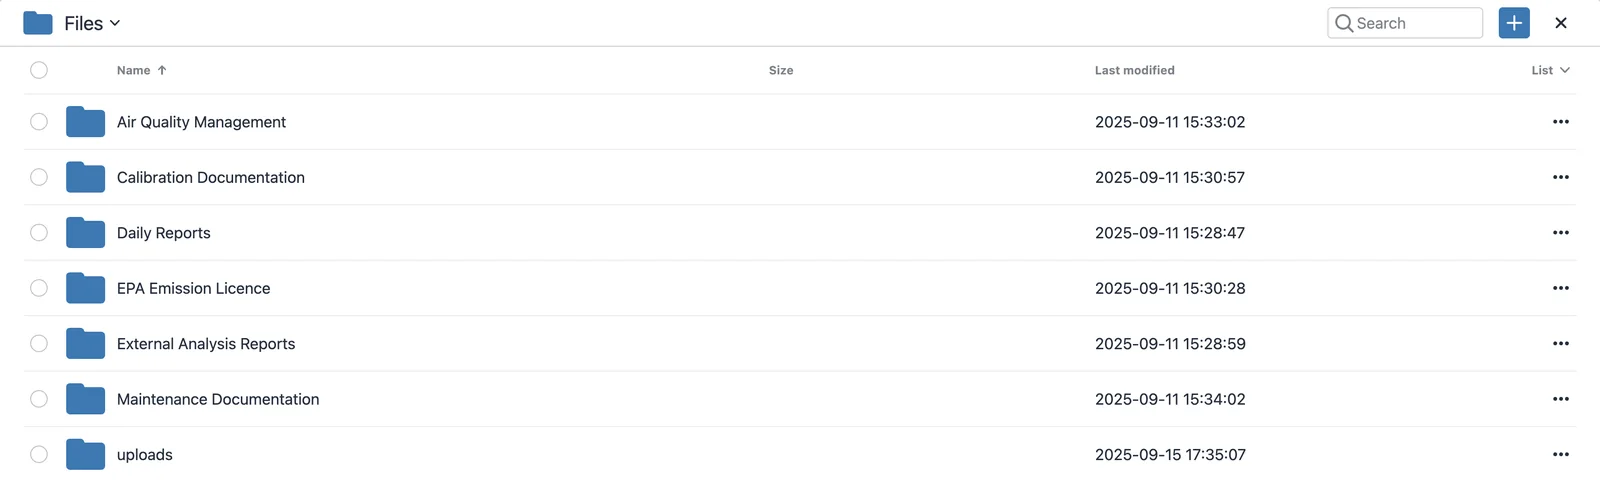 Files
Search
Name Size Last modified List
Air Quality Management 2025-09-11 15:33:02
Calibration Documentation 2025-09-11 15:30:57
Daily Reports 2025-09-11 15:28:47
EPA Emission Licence 2025-09-11 15:30:28
External Analysis Reports 2025-09-11 15:28:59
Maintenance Documentation 2025-09-11 15:34:02
uploads 2025-09-15 17:35:07